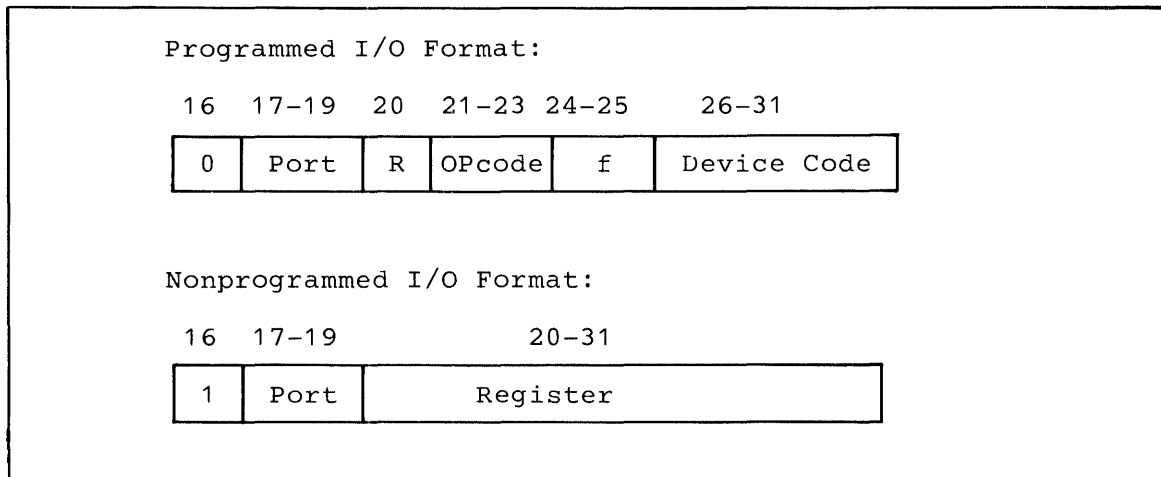 Programmed I/O Format:
16 17-19 20 21-23 24-25 26-31
0 Port R OPcode f Device Code
Nonprogrammed I/O Format:
16 17-19 20-31
1 Port Register